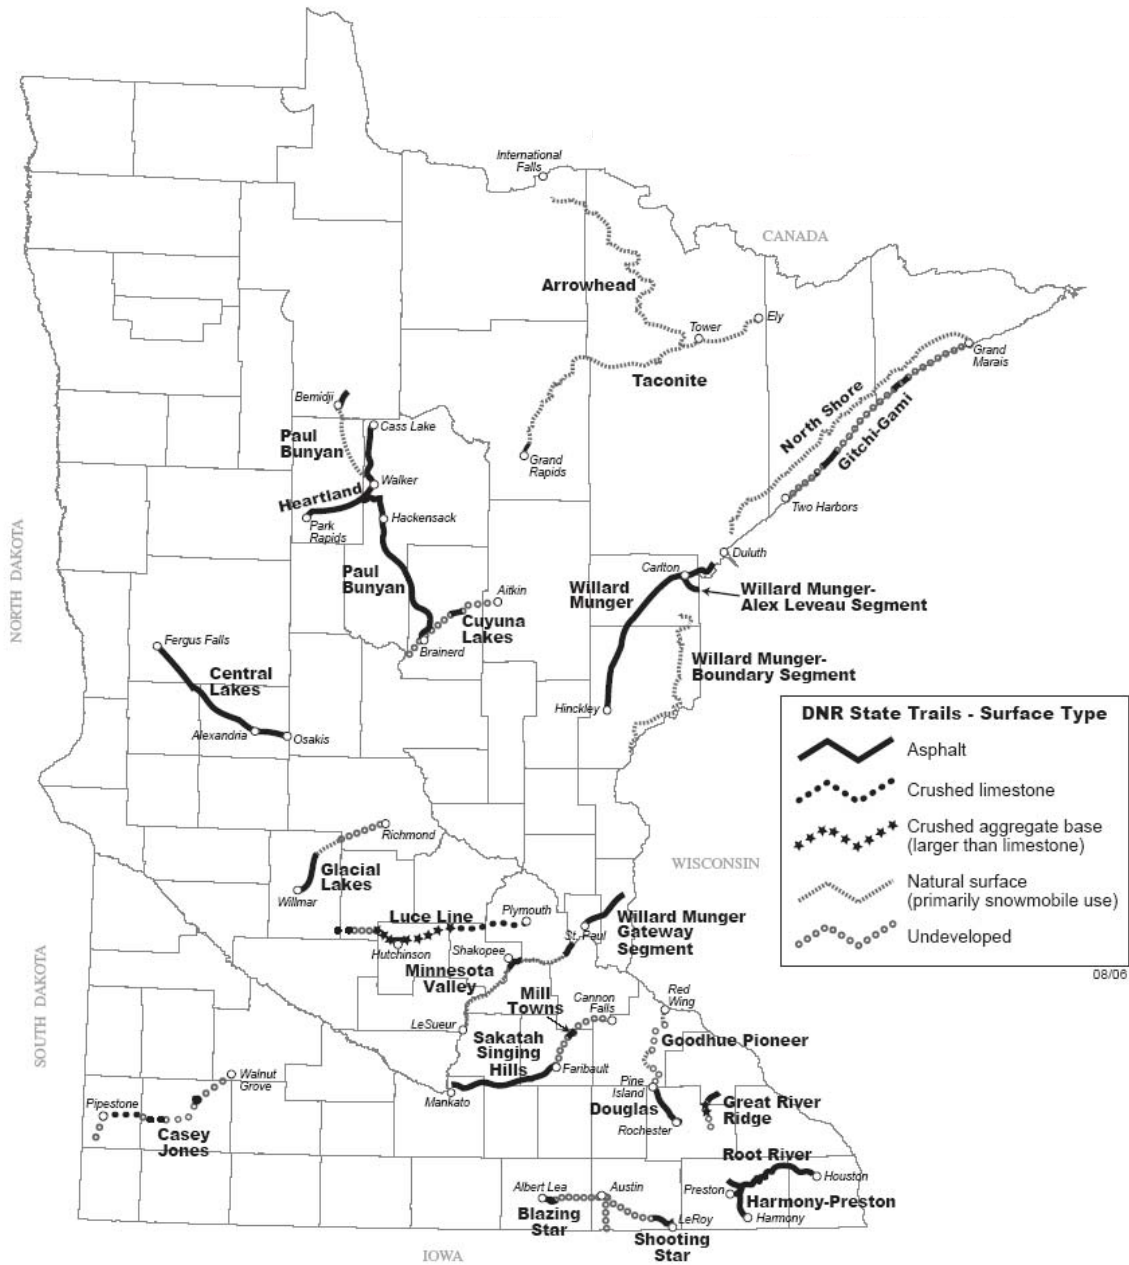 International
Falls
CANADA
Arrowhead
Ely
Tower
Grand
Marais
Taconite
North Shore
Gitchi-Gami
Bemidji
Cass Lake
Paul
Bunyan
Grand
Rapids
Walker
Heartland
Two Harbors
Park
Rapids
Hackensack
NORTH DAKOTA
Duluth
Carlton
Paul
Bunyan
Willard
Munger
Willard Munger-
Alex Leveau Segment
Aitkin
Cuyuna
Lakes
Brainerd
Fergus Falls
Central
Lakes
Willard Munger-
Boundary Segment
Hinckley
Alexandria
Osakis
DNR State Trails - Surface Type
Asphalt
Crushed limestone
Crushed aggregate base
(larger than limestone)
Natural surface
(primarily snowmobile use)
Undeveloped
08/06
Richmond
WISCONSIN
Glacial
Lakes
Willmar
Luce Line
Plymouth
Willard Munger
Gateway
Segment
St. Paul
Hutchinson
Shakopee
Minnesota
Valley
SOUTH DAKOTA
Mill
Towns
Cannon
Falls
Red
Wing
LeSueur
Sakatah
Singing
Hills
Goodhue Pioneer
Faribault
Walnut
Grove
Mankato
Pine
Island
Douglas
Great River
Ridge
Pipestone
Rochester
Casey
Jones
Root River
Houston
Preston
Harmony-Preston
Albert Lea
Austin
Blazing
Star
LeRoy
Harmony
Shooting
Star
IOWA